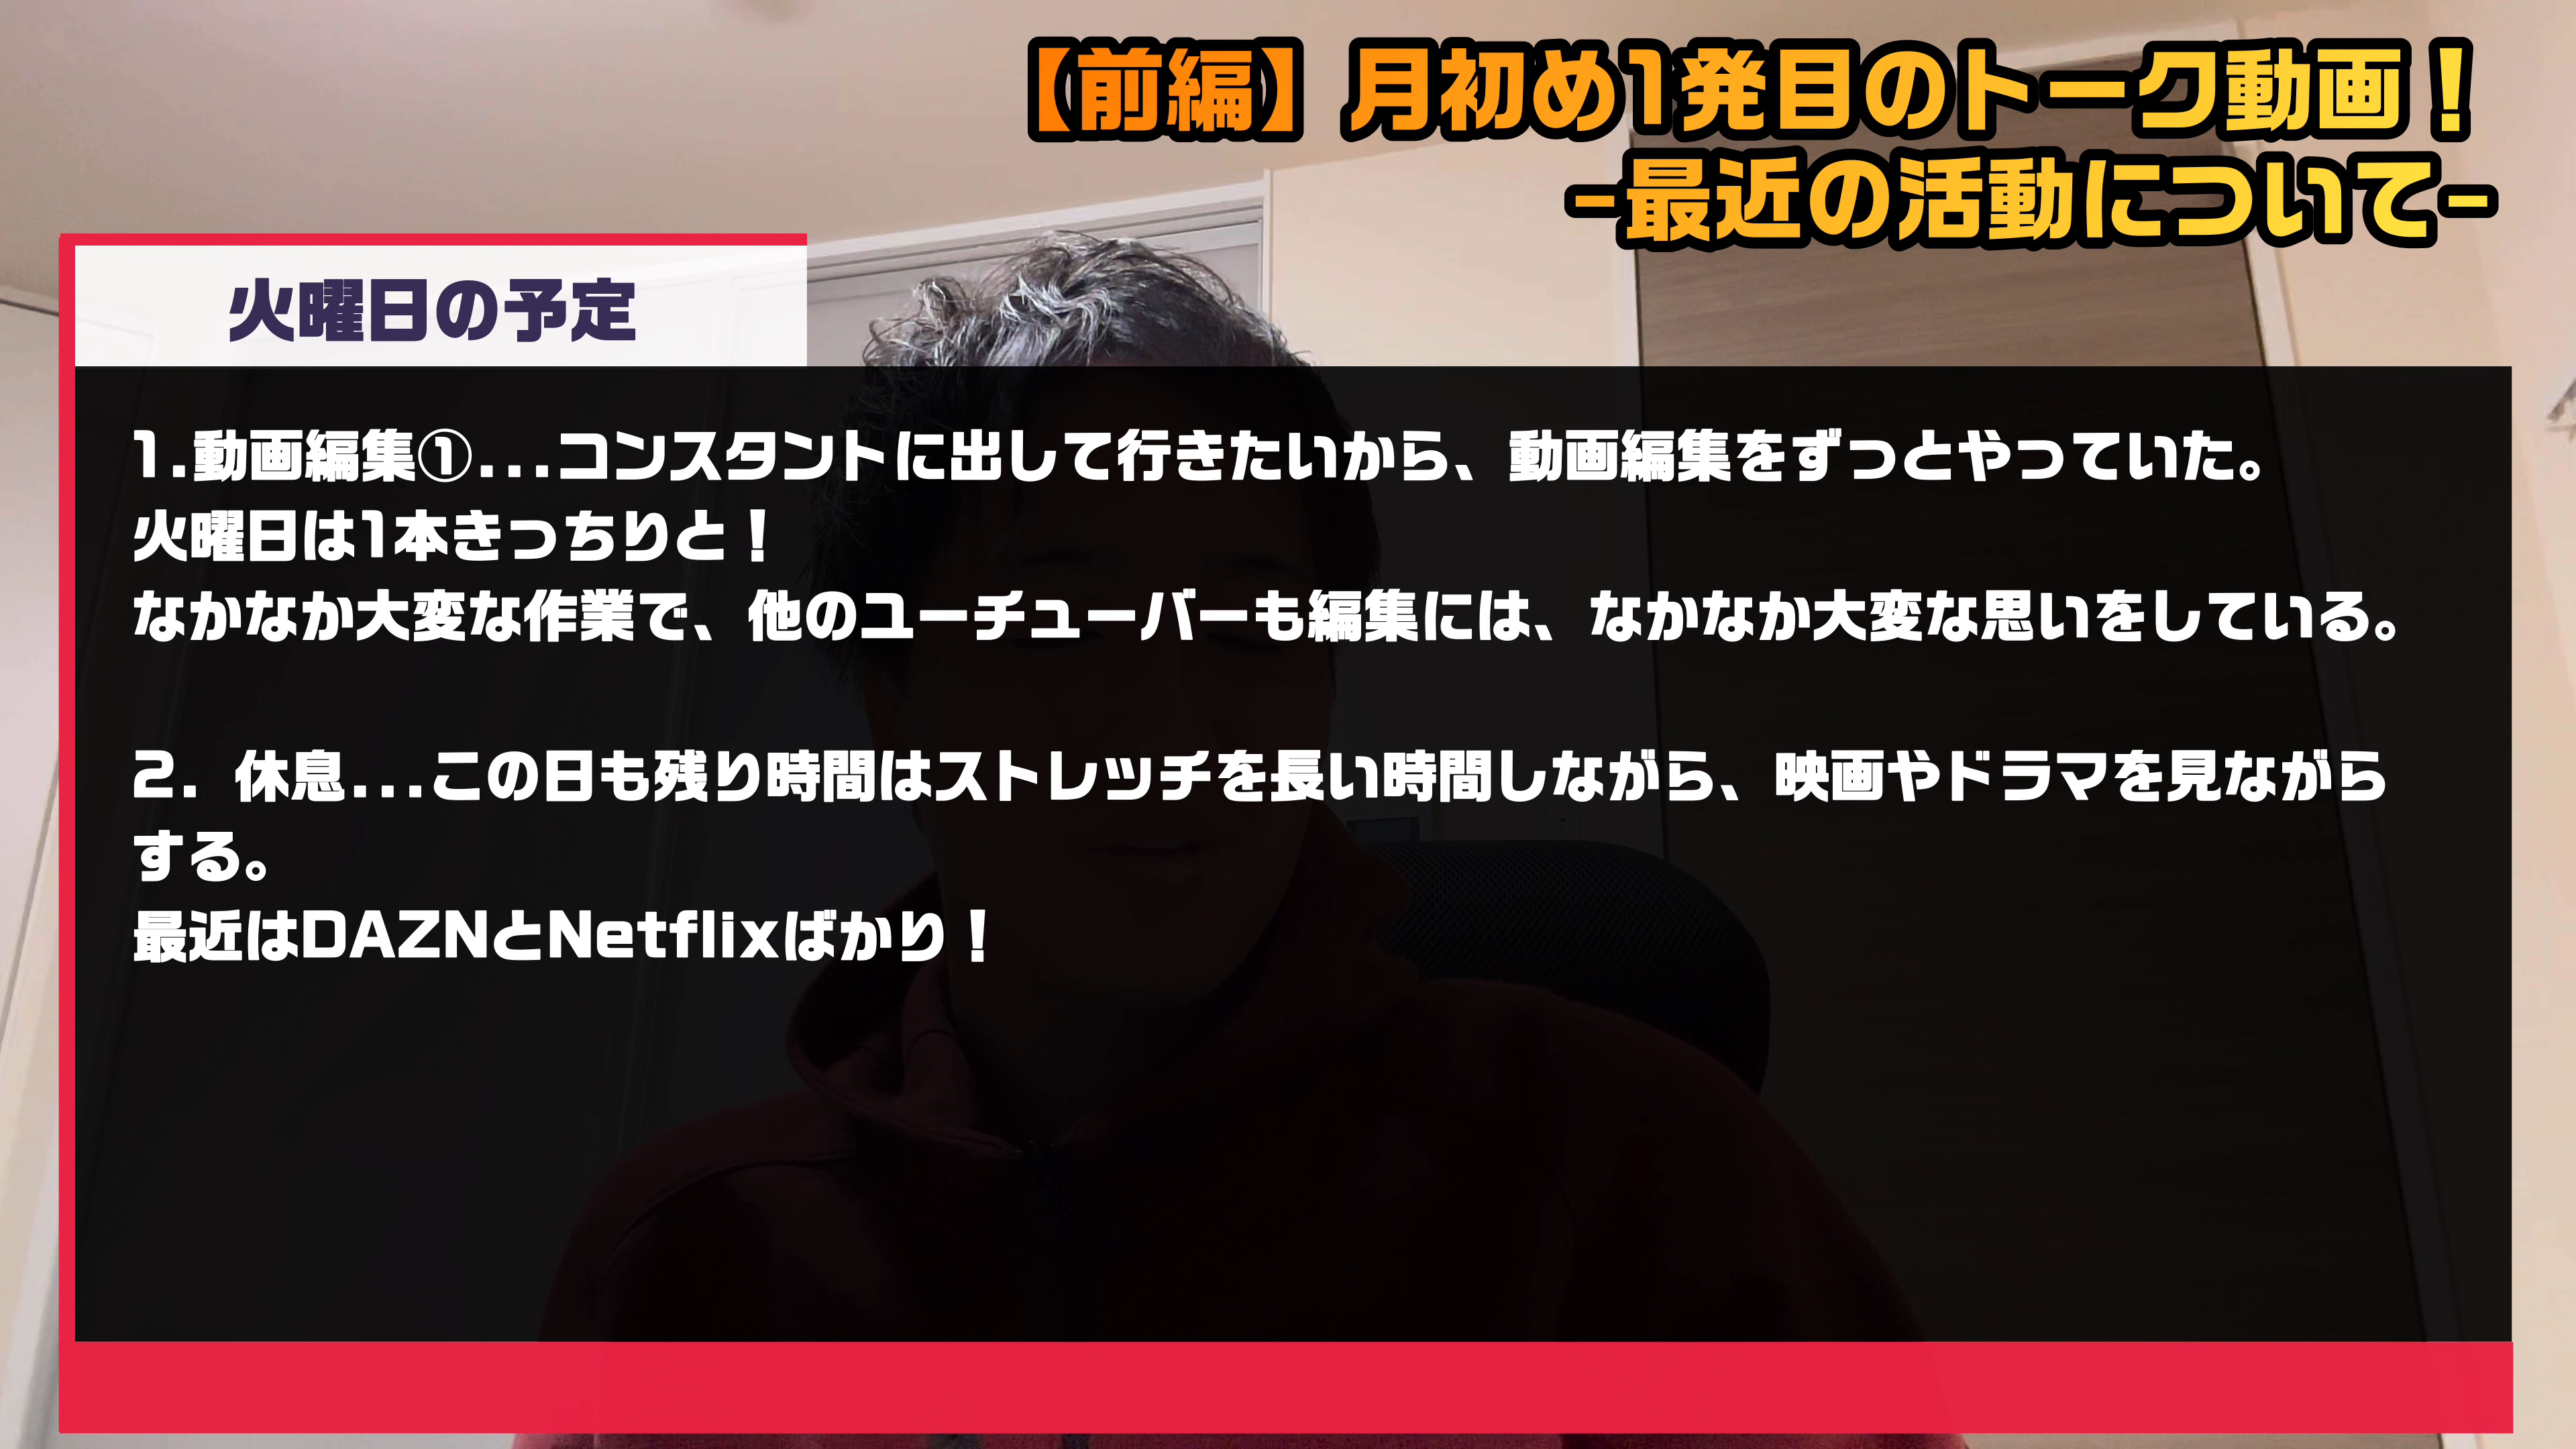 【前編】月初め1発目のトーク動画！
-最近の活動について-
火曜日の予定
1.動画編集①...コンスタントに出して行きたいから、動画編集をずっとやっていた。
火曜日は1本きっちりと！
なかなか大変な作業で、他のユーチューバーも編集には、なかなか大変な思いをしている。
2. 休息...この日も残り時間はストレッチを長い時間しながら、映画やドラマを見ながら
する。
最近はDAZNとNetflixばかり！